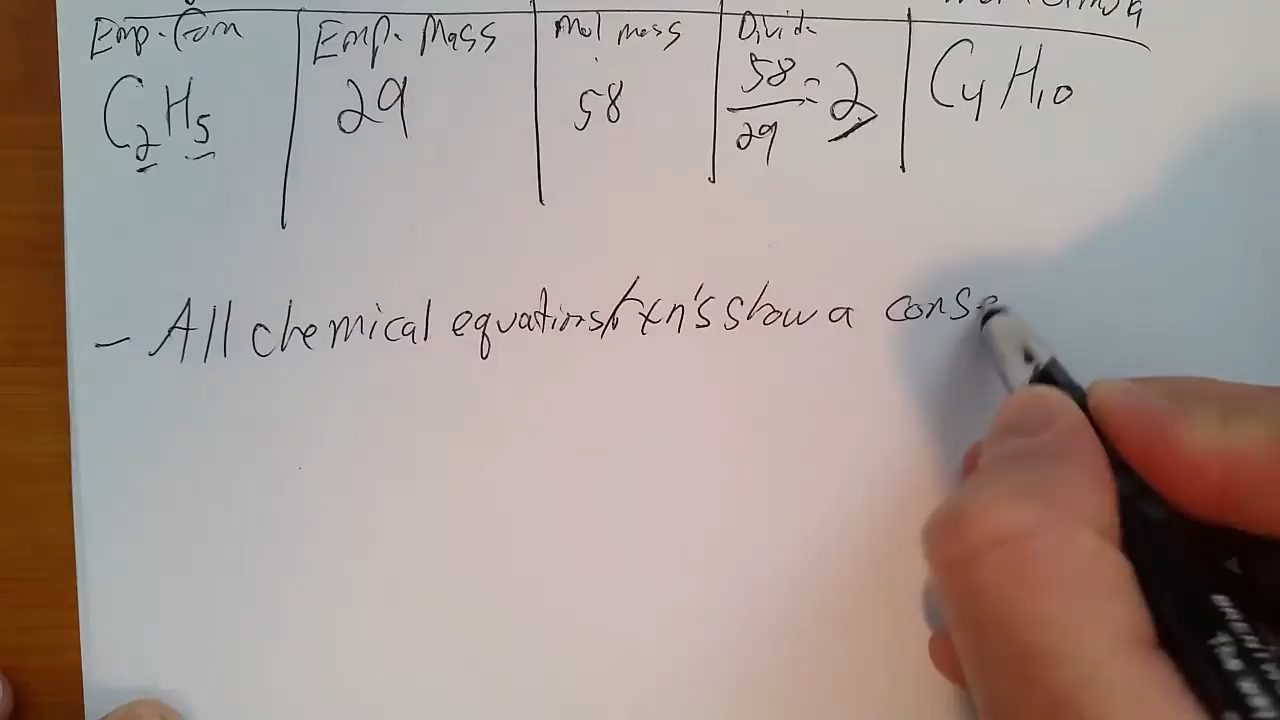 Emp. Form Emp. Mass Mol mass Divide
C2H5 29 58 58/29 = 2 C4H10
- All chemical equations/rxn's show a cons